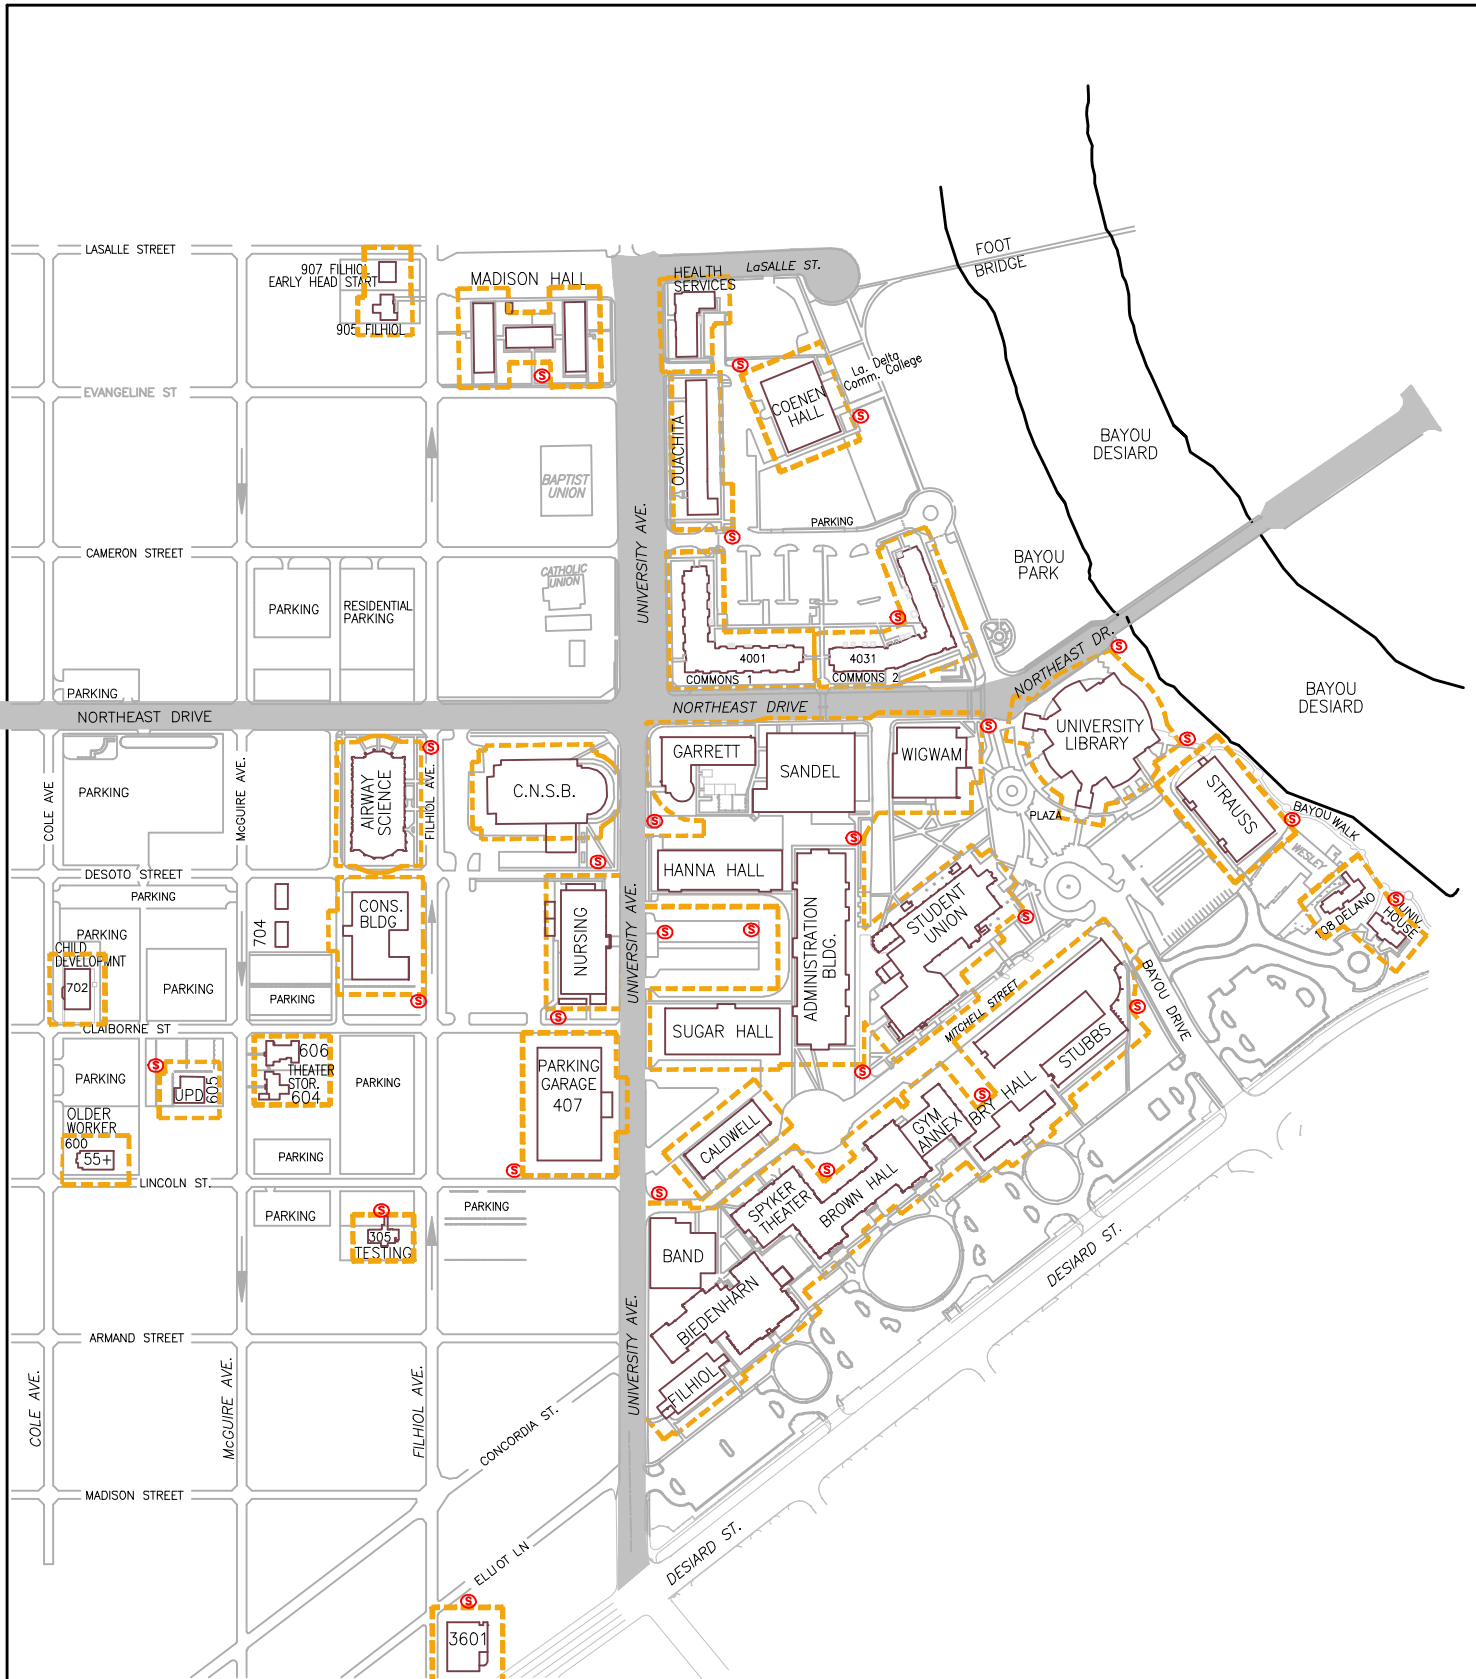 LASALLE STREET
907 FILHIOL
EARLY HEAD START
905 FILHIOL
MADISON HALL
S
HEALTH
SERVICES
LaSALLE ST.
FOOT
BRIDGE
S
COENEN
HALL
La. Delta
Comm. College
S
EVANGELINE ST
OUACHITA
S
BAYOU
DESIARD
BAPTIST
UNION
PARKING
UNIVERSITY AVE.
CAMERON STREET
CATHOLIC
UNION
BAYOU
PARK
PARKING
RESIDENTIAL
PARKING
S
4001
COMMONS 1
4031
COMMONS 2
NORTHEAST DR.
S
BAYOU
DESIARD
PARKING
NORTHEAST DRIVE
NORTHEAST DRIVE
S
UNIVERSITY
LIBRARY
S
GARRETT
SANDEL
WIGWAM
S
COLE AVE
PARKING
McGUIRE AVE.
AIRWAY
SCIENCE
FILHIOL AVE.
C.N.S.B.
S
S
S
PLAZA
STRAUSS
S
BAYOU WALK
WESLEY
DESOTO STREET
PARKING
HANNA HALL
704
CONS.
BLDG
NURSING
UNIVERSITY AVE.
S
S
ADMINISTRATION
BLDG.
STUDENT
UNION
S
108 DELANO
S
UNIV.
HOUSE
PARKING
CHILD
DEVELOPMNT
702
PARKING
PARKING
S
S
SUGAR HALL
MITCHELL STREET
S
BAYOU DRIVE
CLAIBORNE ST
S
PARKING
S
UPD
605
606
THEATER
STOR.
604
PARKING
PARKING
GARAGE
407
S
STUBBS
BRY HALL
S
GYM
ANNEX
OLDER
WORKER
600
55+
PARKING
S
CALDWELL
S
BROWN HALL
SPYKER
THEATER
LINCOLN ST.
S
PARKING
S
305
TESTING
PARKING
BAND
DESIARD ST.
BIEDENHARN
ARMAND STREET
FILHIOL
UNIVERSITY AVE.
COLE AVE.
McGUIRE AVE.
FILHIOL AVE.
CONCORDIA ST.
MADISON STREET
ELLIOT LN
DESIARD ST.
S
3601